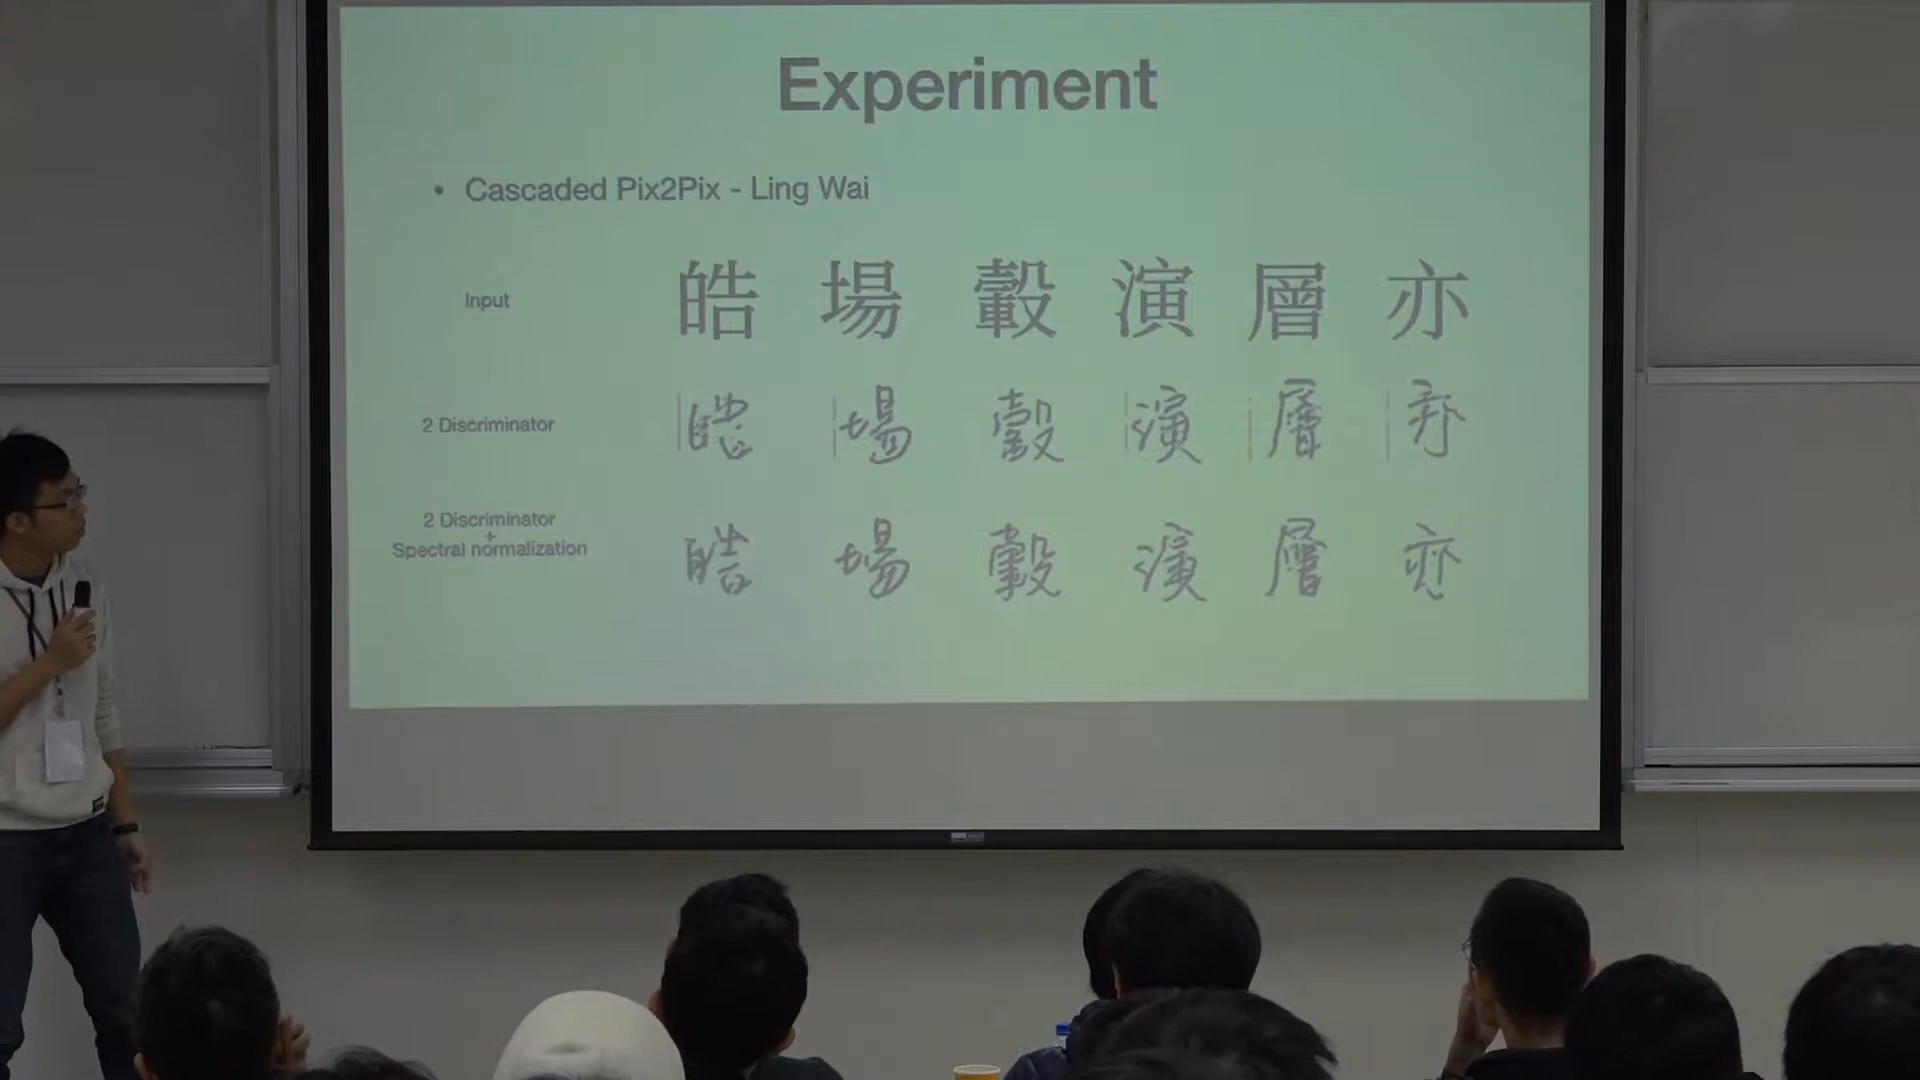 Experiment
• Cascaded Pix2Pix - Ling Wai
Input 皓 場 轂 演 層 亦
2 Discriminator 皓 場 轂 演 層 亦
2 Discriminator
+
Spectral normalization 皓 場 轂 演 層 亦